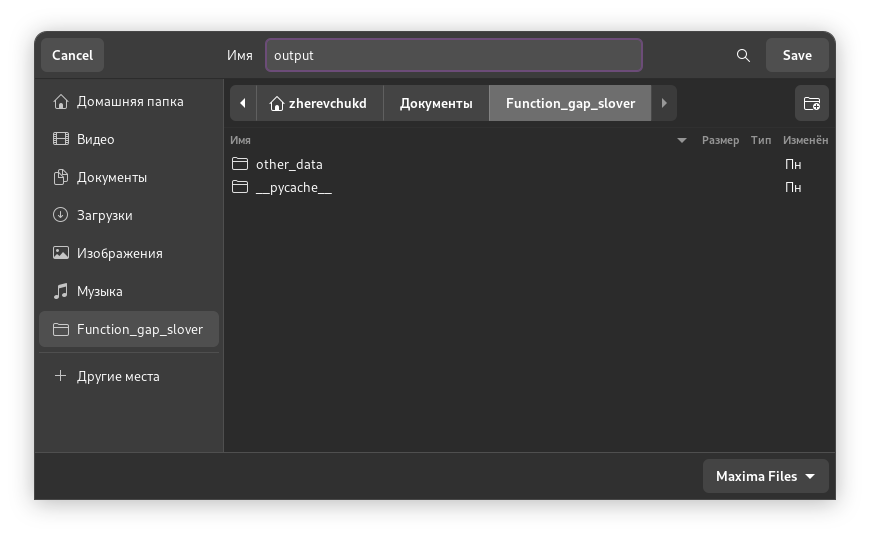 Cancel Имя output Save
Домашняя папка
Видео
Документы
Загрузки
Изображения
Музыка
Function_gap_slover
Другие места
zherevchukd Документы Function_gap_slover
Имя Размер Тип Изменён
other_data Пн
__pycache__ Пн
Maxima Files